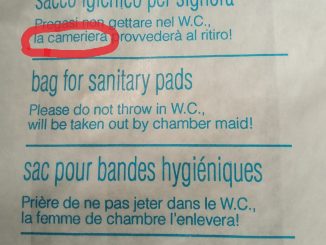 sacco igienico per signora
Pregasi non gettare nel W.C.,
la cameriera provvederà al ritiro!
bag for sanitary pads
Please do not throw in W.C.,
will be taken out by chamber maid!
sac pour bandes hygiéniques
Prière de ne pas jeter dans le W.C.,
la femme de chambre l'enlevera!